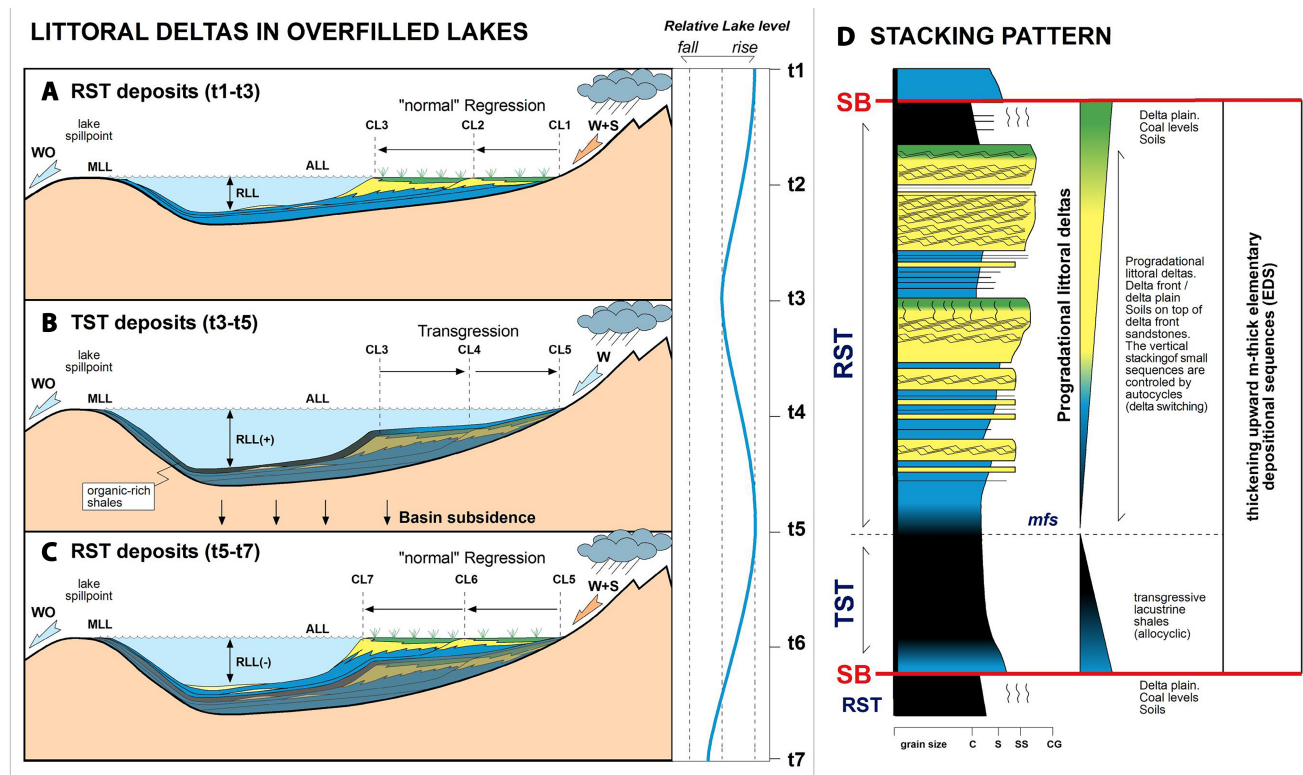 LITTORAL DELTAS IN OVERFILLED LAKES
Relative Lake level
fall
rise
A RST deposits (t1-t3)
"normal" Regression
lake
spillpoint
CL3
CL2
CL1
W+S
WO
MLL
ALL
RLL
t1
t2
t3
B TST deposits (t3-t5)
Transgression
lake
spillpoint
CL3
CL4
CL5
W
WO
MLL
ALL
RLL(+)
organic-rich
shales
Basin subsidence
t4
t5
C RST deposits (t5-t7)
"normal" Regression
lake
spillpoint
CL7
CL6
CL5
W+S
WO
MLL
ALL
RLL(-)
t6
t7
D STACKING PATTERN
SB
Delta plain.
Coal levels
Soils
RST
Progradational littoral deltas
Progradational
littoral deltas.
Delta front /
delta plain
Soils on top of
delta front
sandstones.
The vertical
stackingof small
sequences are
controled by
autocycles
(delta switching)
thickening upward m-thick elementary
depositional sequences (EDS)
mfs
TST
transgressive
lacustrine
shales
(allocyclic)
SB
RST
Delta plain.
Coal levels
Soils
grain size
C
S
SS
CG